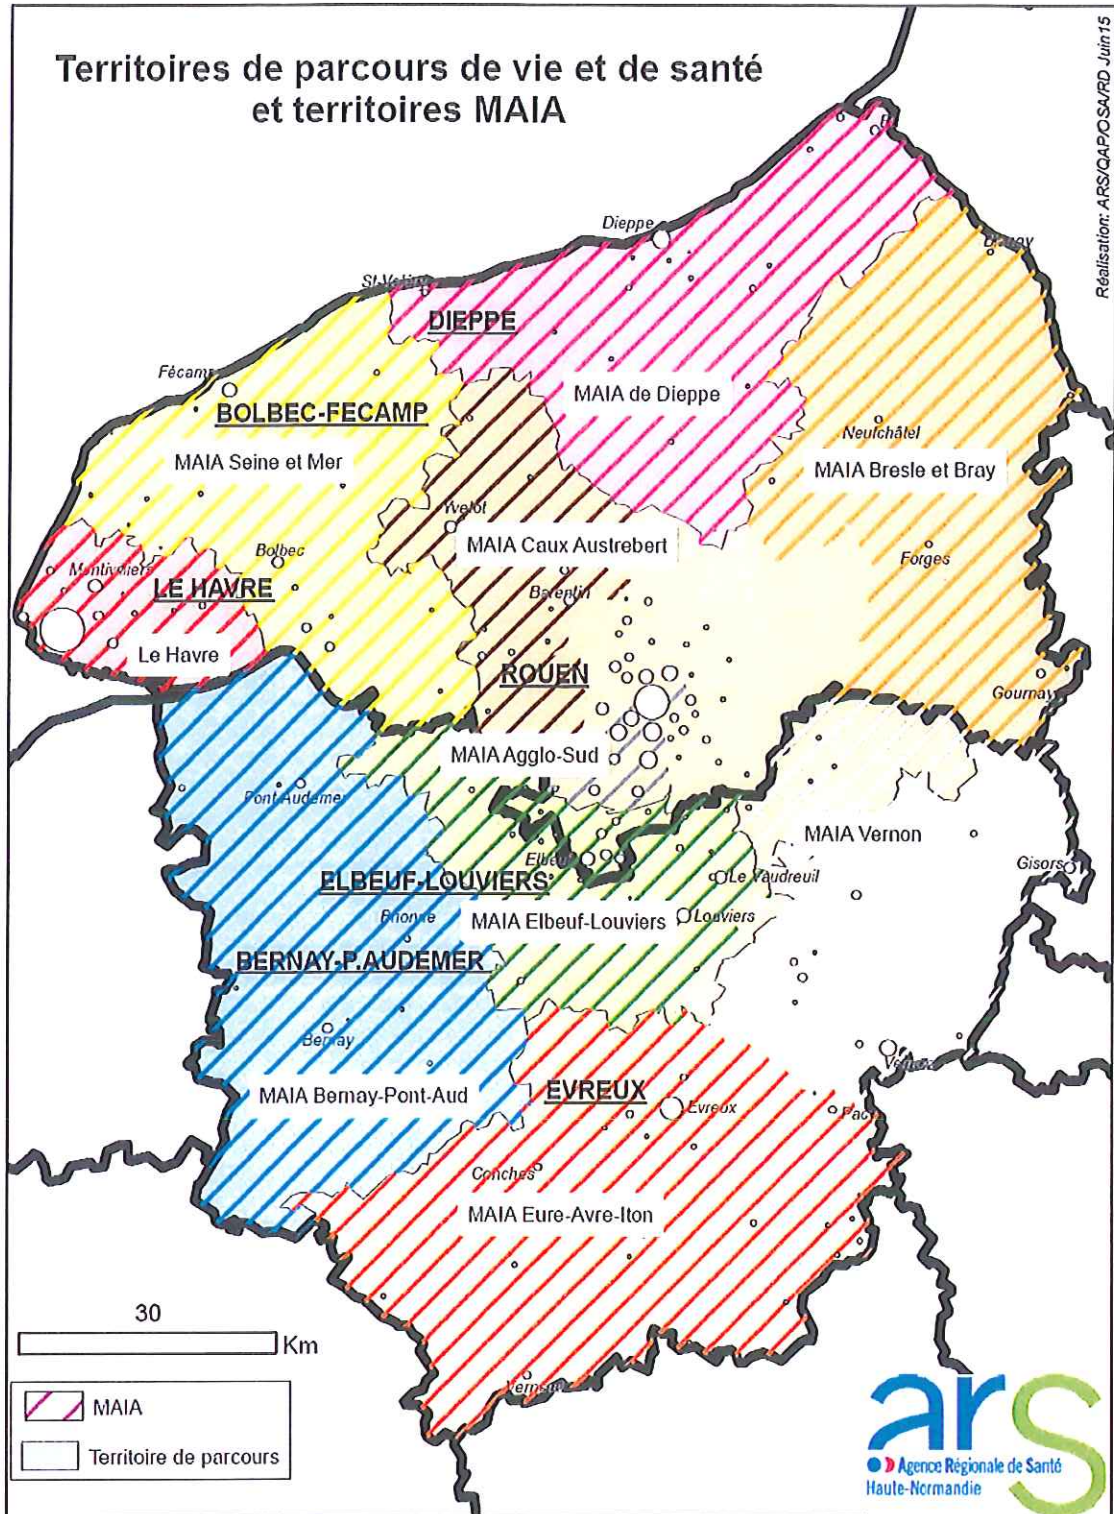 Territoires de parcours de vie et de santé
et territoires MAIA
Réalisation: ARS/QAP/OSA/RD Juin15
Dieppe
DIEPPE
MAIA de Dieppe
Fécamp
BOLBEC-FECAMP
MAIA Seine et Mer
Neufchâtel
MAIA Bresle et Bray
Yvetot
MAIA Caux Austrebert
Bolbec
Forges
LE HAVRE
Barentin
Le Havre
ROUEN
Gournay
MAIA Agglo-Sud
Pont Audemer
MAIA Vernon
Elbeuf
Gisors
ELBEUF-LOUVIERS
Le Vaudreuil
MAIA Elbeuf-Louviers
Louviers
BERNAY-P.AUDEMER
Bernay
MAIA Bernay-Pont-Aud
EVREUX
Evreux
Conches
MAIA Eure-Avre-Iton
30
Km
MAIA
Territoire de parcours
ars
Agence Régionale de Santé
Haute-Normandie